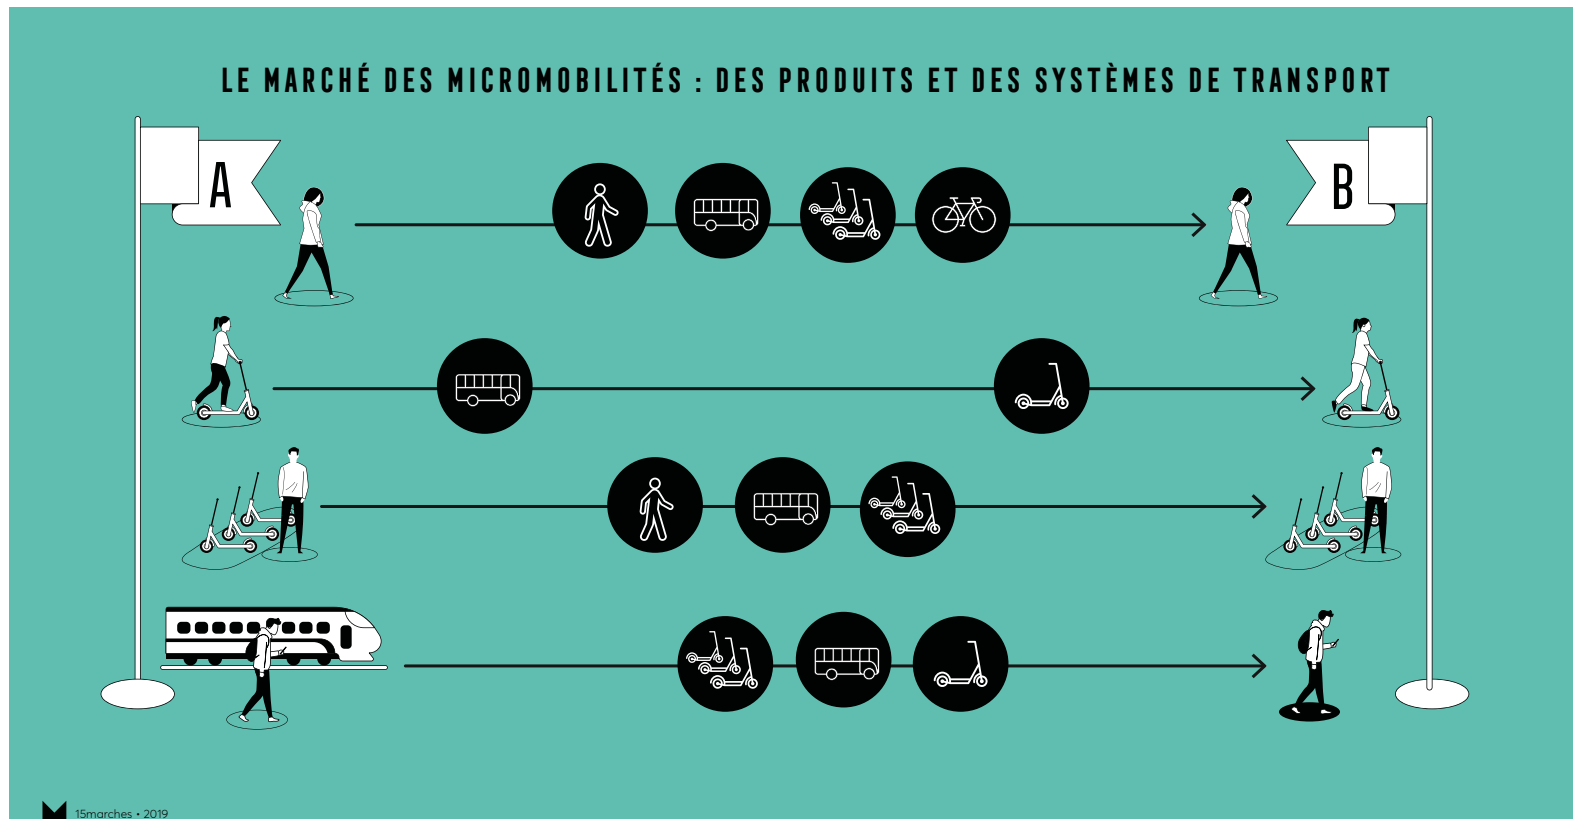 LE MARCHÉ DES MICROMOBILITÉS : DES PRODUITS ET DES SYSTÈMES DE TRANSPORT
A
B
15marches • 2019